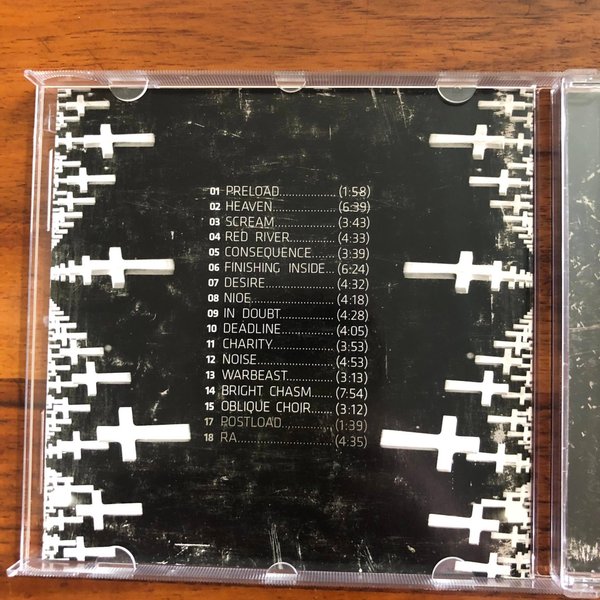 01 PRELOAD.................(1:58)
02 HEAVEN..................(6:39)
03 SCREAM..................(3:43)
04 RED RIVER..............(4:33)
05 CONSEQUENCE.......(3:39)
06 FINISHING INSIDE...(6:24)
07 DESIRE...................(4:32)
08 NIOE......................(4:18)
09 IN DOUBT...............(4:28)
10 DEADLINE...............(4:05)
11 CHARITY.................(3:53)
12 NOISE.....................(4:53)
13 WARBEAST..............(3:13)
14 BRIGHT CHASM.......(7:54)
15 OBLIQUE CHOIR......(3:12)
17 POSTLOAD..............(1:39)
18 RA..........................(4:35)